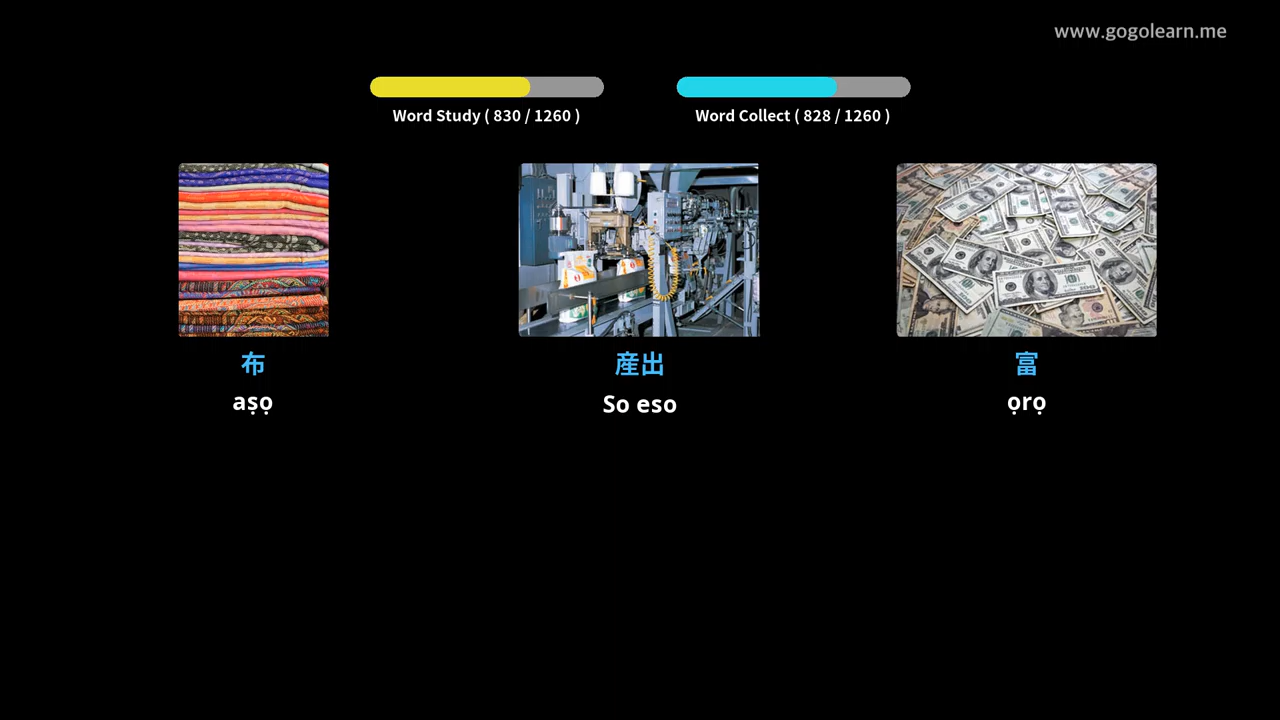 www.gogolearn.me
Word Study ( 830 / 1260 )
Word Collect ( 828 / 1260 )
布
産出
富
aṣọ
So eso
ọrọ